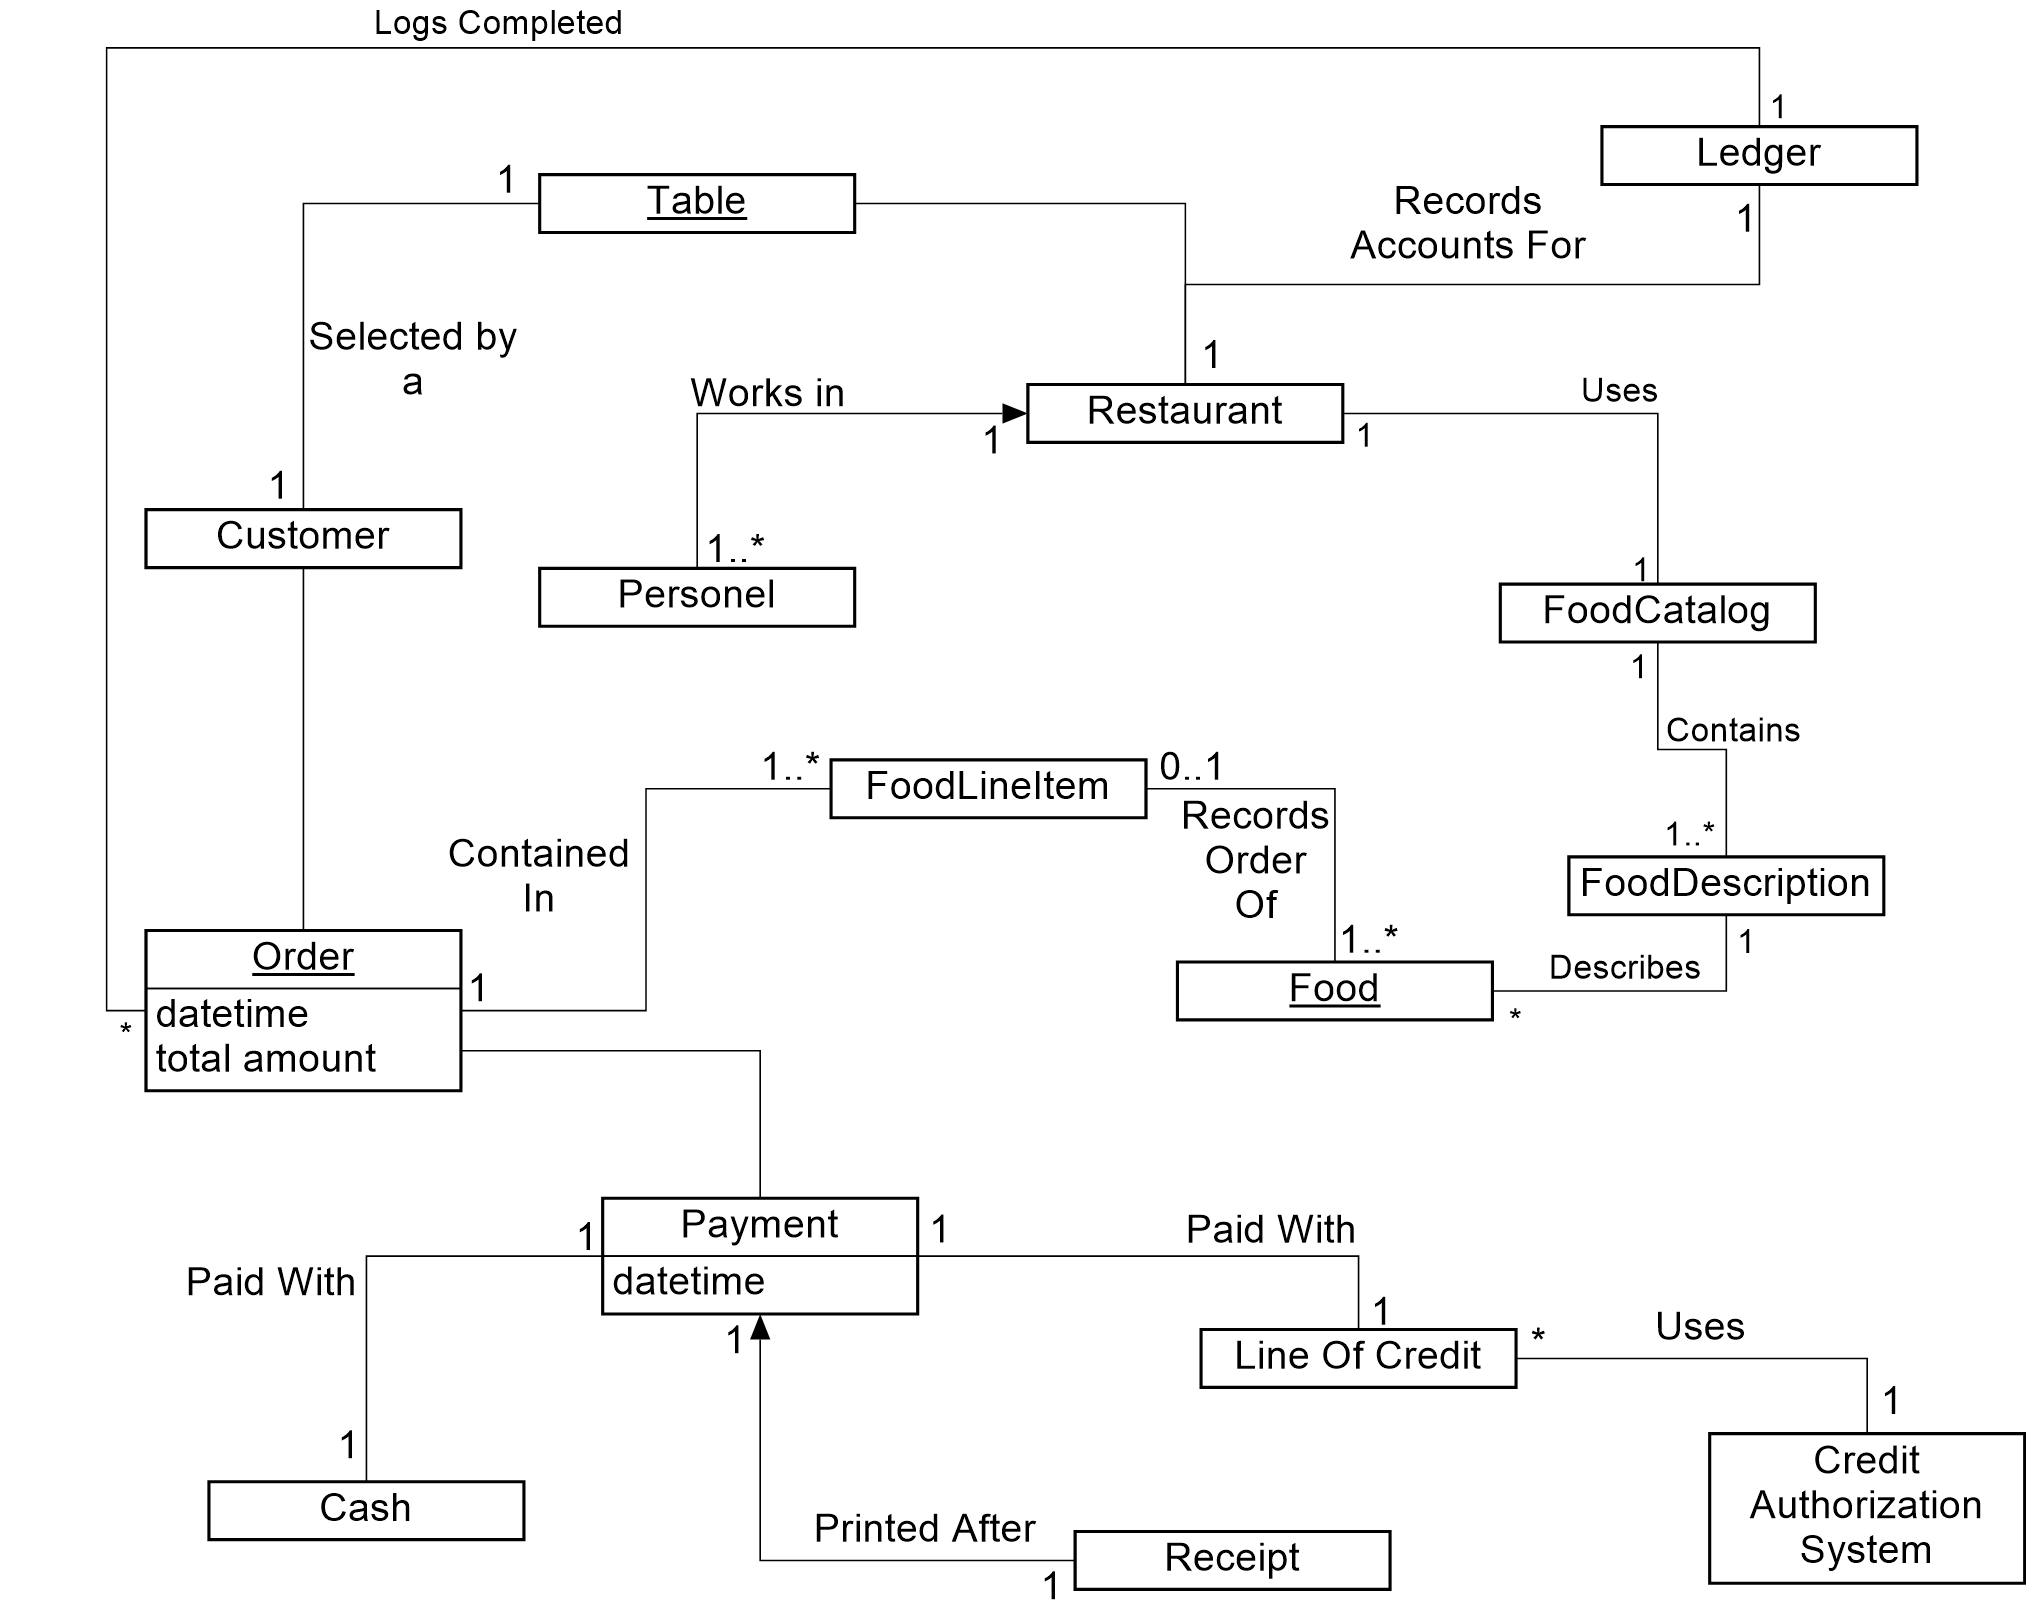 Logs Completed
1
Ledger
1
Table
1
Records
Accounts For
Selected by
a
1
Works in
1
Restaurant
1
Uses
1
Customer
1..*
Personel
1
FoodCatalog
1
Contains
1..*
FoodLineItem
0..1
Records
Order
Of
1..*
FoodDescription
1
Contained
In
1..*
Food
Describes
*
Order
datetime
total amount
1
*
Payment
datetime
1
1
Paid With
Paid With
1
1
Line Of Credit
*
Uses
1
Credit
Authorization
System
1
Cash
Printed After
1
Receipt